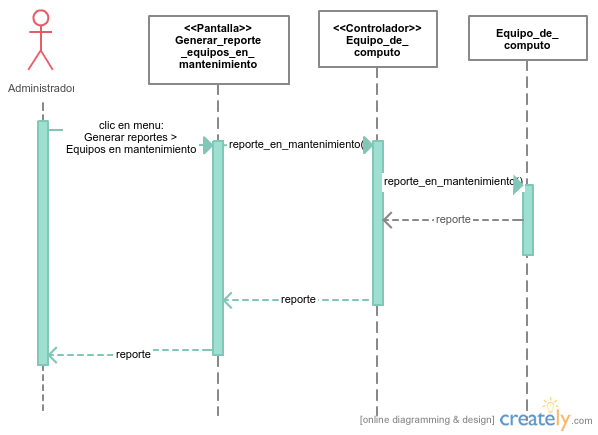 <<Pantalla>>
Generar_reporte
_equipos_en_
mantenimiento
<<Controlador>>
Equipo_de_
computo
Equipo_de_
computo
Administrador
clic en menu:
Generar reportes >
Equipos en mantenimiento
reporte_en_mantenimiento(
reporte_en_mantenimiento()
reporte
reporte
reporte
[online diagramming & design] creately.com